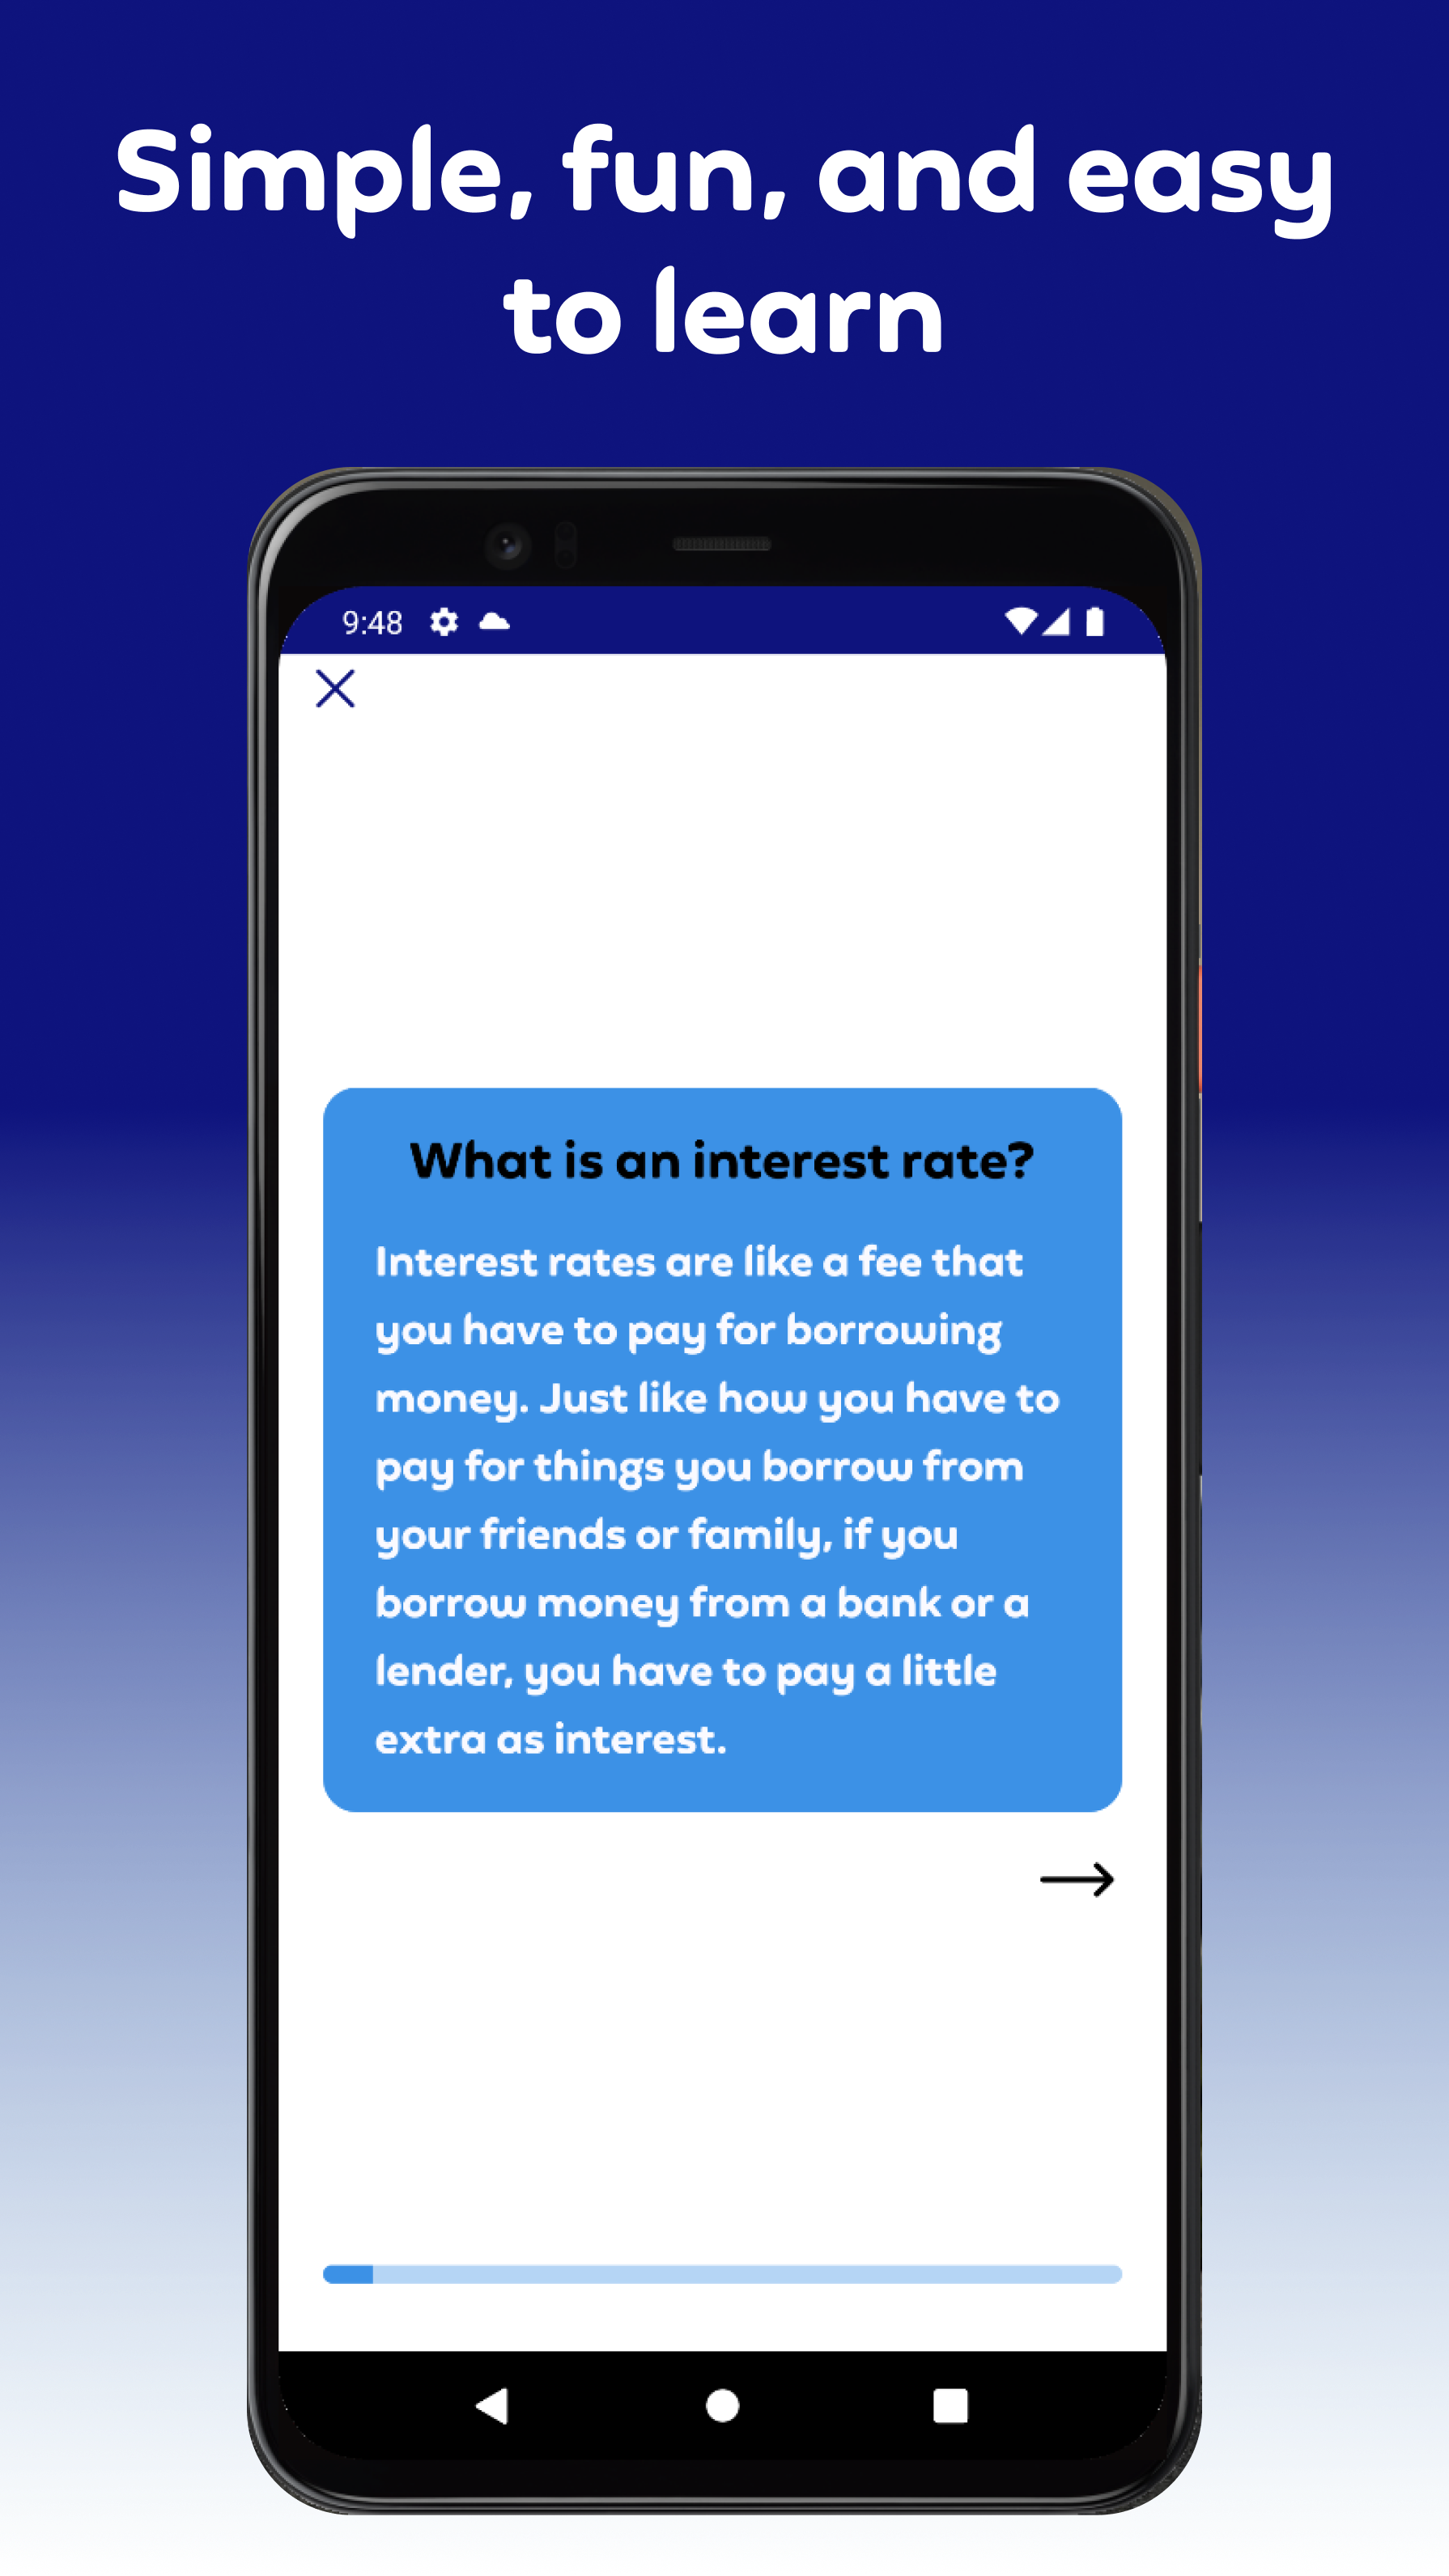 Simple, fun, and easy
to learn
9:48
What is an interest rate?
Interest rates are like a fee that
you have to pay for borrowing
money. Just like how you have to
pay for things you borrow from
your friends or family, if you
borrow money from a bank or a
lender, you have to pay a little
extra as interest.